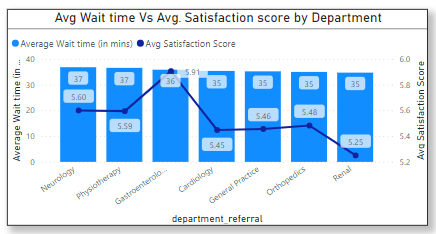 Avg Wait time Vs Avg. Satisfaction score by Department
Average Wait time (in mins) Avg Satisfaction Score
Average Wait time (in ...
40
30
20
10
0
37
37
36
35
35
35
35
5.60
5.59
5.91
5.45
5.46
5.48
5.25
6.0
5.8
5.6
5.4
5.2
Avg Satisfaction Score
Neurology
Physiotherapy
Gastroenterolo...
Cardiology
General Practice
Orthopedics
Renal
department_referral